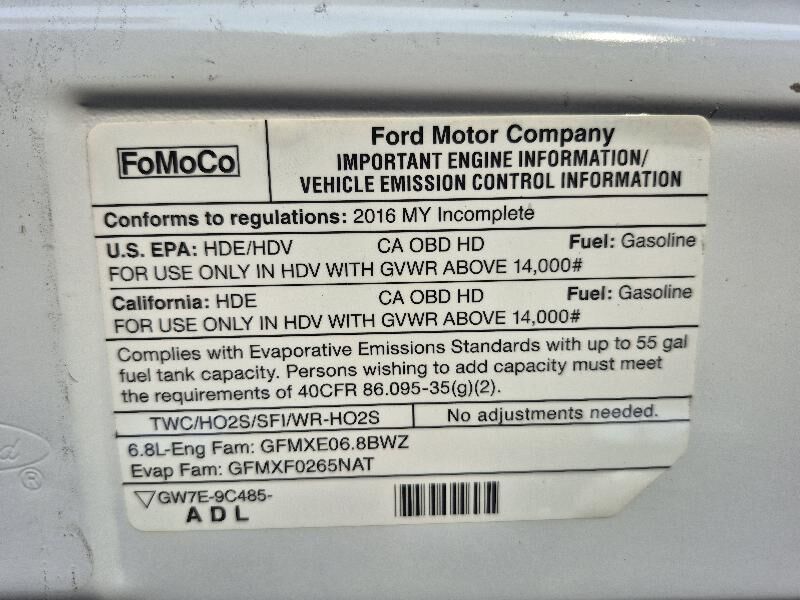 FoMoCo
Ford Motor Company
IMPORTANT ENGINE INFORMATION/
VEHICLE EMISSION CONTROL INFORMATION
Conforms to regulations: 2016 MY Incomplete
U.S. EPA: HDE/HDV CA OBD HD Fuel: Gasoline
FOR USE ONLY IN HDV WITH GVWR ABOVE 14,000#
California: HDE CA OBD HD Fuel: Gasoline
FOR USE ONLY IN HDV WITH GVWR ABOVE 14,000#
Complies with Evaporative Emissions Standards with up to 55 gal
fuel tank capacity. Persons wishing to add capacity must meet
the requirements of 40CFR 86.095-35(g)(2).
TWC/HO2S/SFI/WR-HO2S No adjustments needed.
6.8L-Eng Fam: GFMXE06.8BWZ
Evap Fam: GFMXF0265NAT
GW7E-9C485-
ADL
®